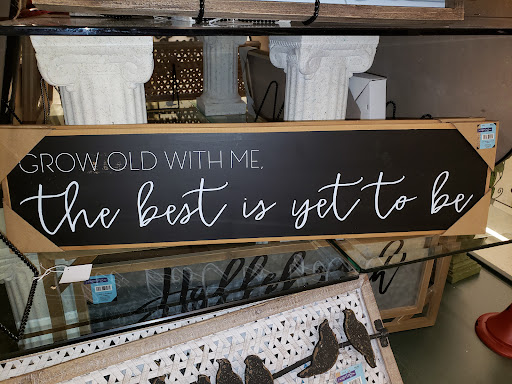 GROW OLD WITH ME,
the best is yet to be